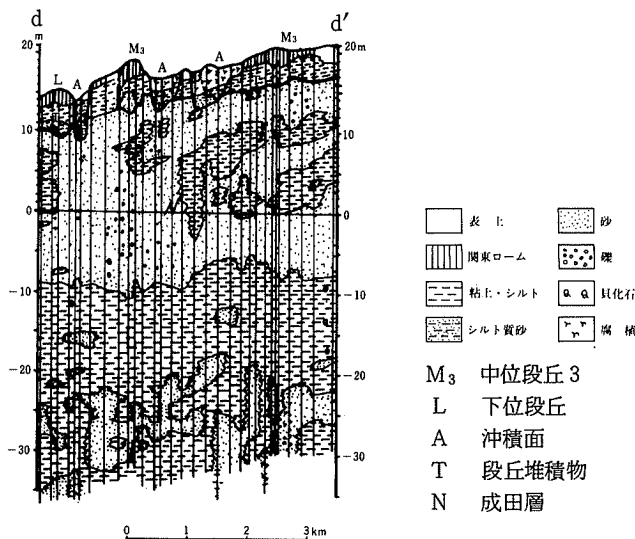 d
d'
20
m
M₃
M₃
20m
L
A
A
A
10
10
0
0
−10
−10
−20
−20
−30
−30
0 1 2 3km
表土
砂
関東ローム
礫
粘土・シルト
貝化石
シルト質砂
腐植
M₃ 中位段丘3
L 下位段丘
A 沖積面
T 段丘堆積物
N 成田層